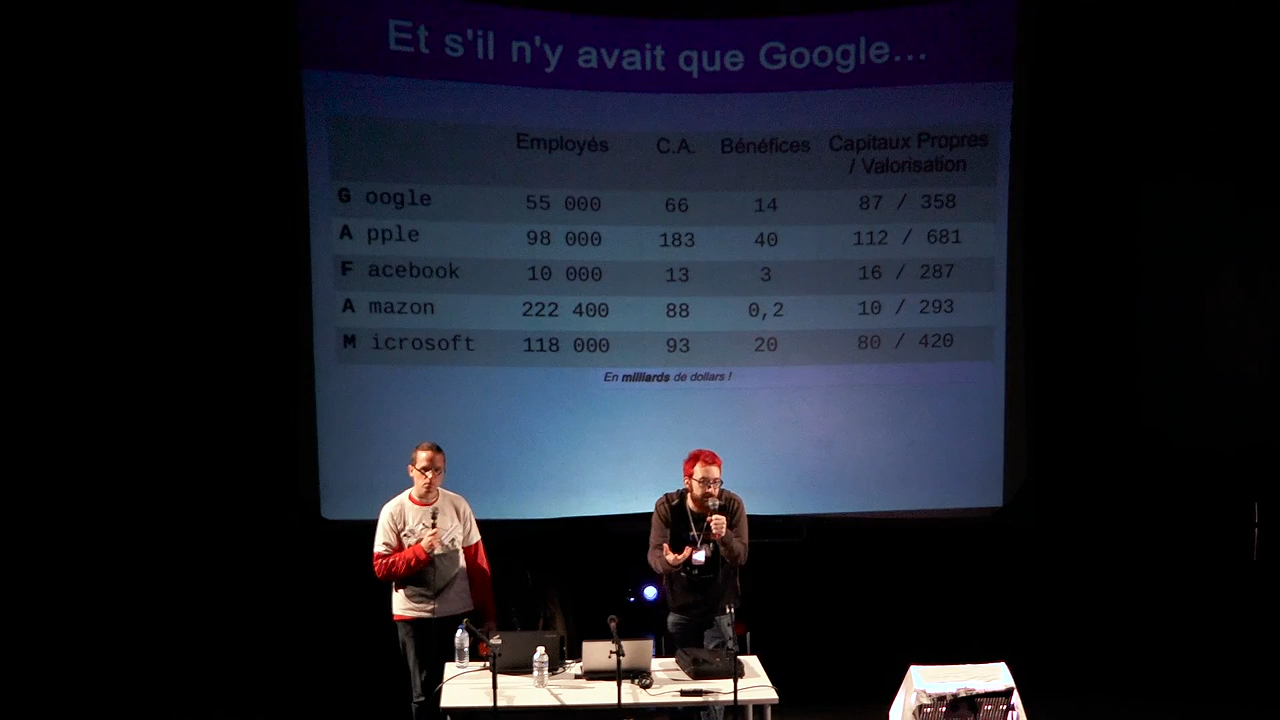 Et s'il n'y avait que Google...
Employés C.A. Bénéfices Capitaux Propres
/ Valorisation
G oogle 55 000 66 14 87 / 358
A pple 98 000 183 40 112 / 681
F acebook 10 000 13 3 16 / 287
A mazon 222 400 88 0,2 10 / 293
M icrosoft 118 000 93 20 80 / 420
En milliards de dollars !